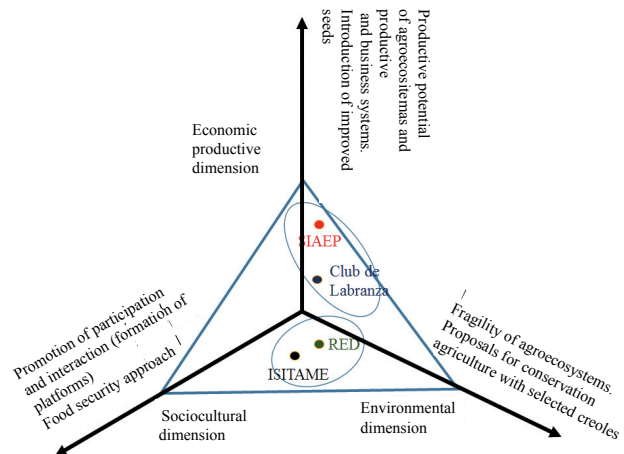 Productive potential
of agroecositemas and
productive
and business systems.
Introduction of improved
seeds
Economic
productive
dimension
SIAEP
Club de
Labranza
RED
ISITAME
Promotion of participation
and interaction (formation of
platforms)
Food security approach
Fragility of agroecosystems.
Proposals for conservation
agriculture with selected creoles
Sociocultural
dimension
Environmental
dimension